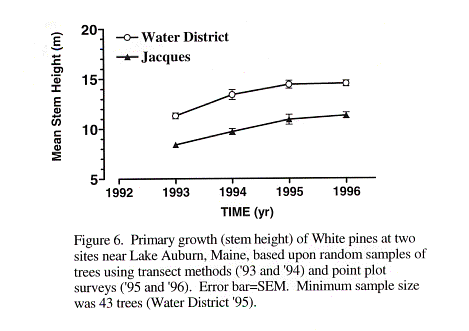 20
Water District
15
Jacques
10
5
Mean Stem Height (m)
1992 1993 1994 1995 1996
TIME (yr)
Figure 6. Primary growth (stem height) of White pines at two
sites near Lake Auburn, Maine, based upon random samples of
trees using transect methods ('93 and '94) and point plot
surveys ('95 and '96). Error bar=SEM. Minimum sample size
was 43 trees (Water District '95).